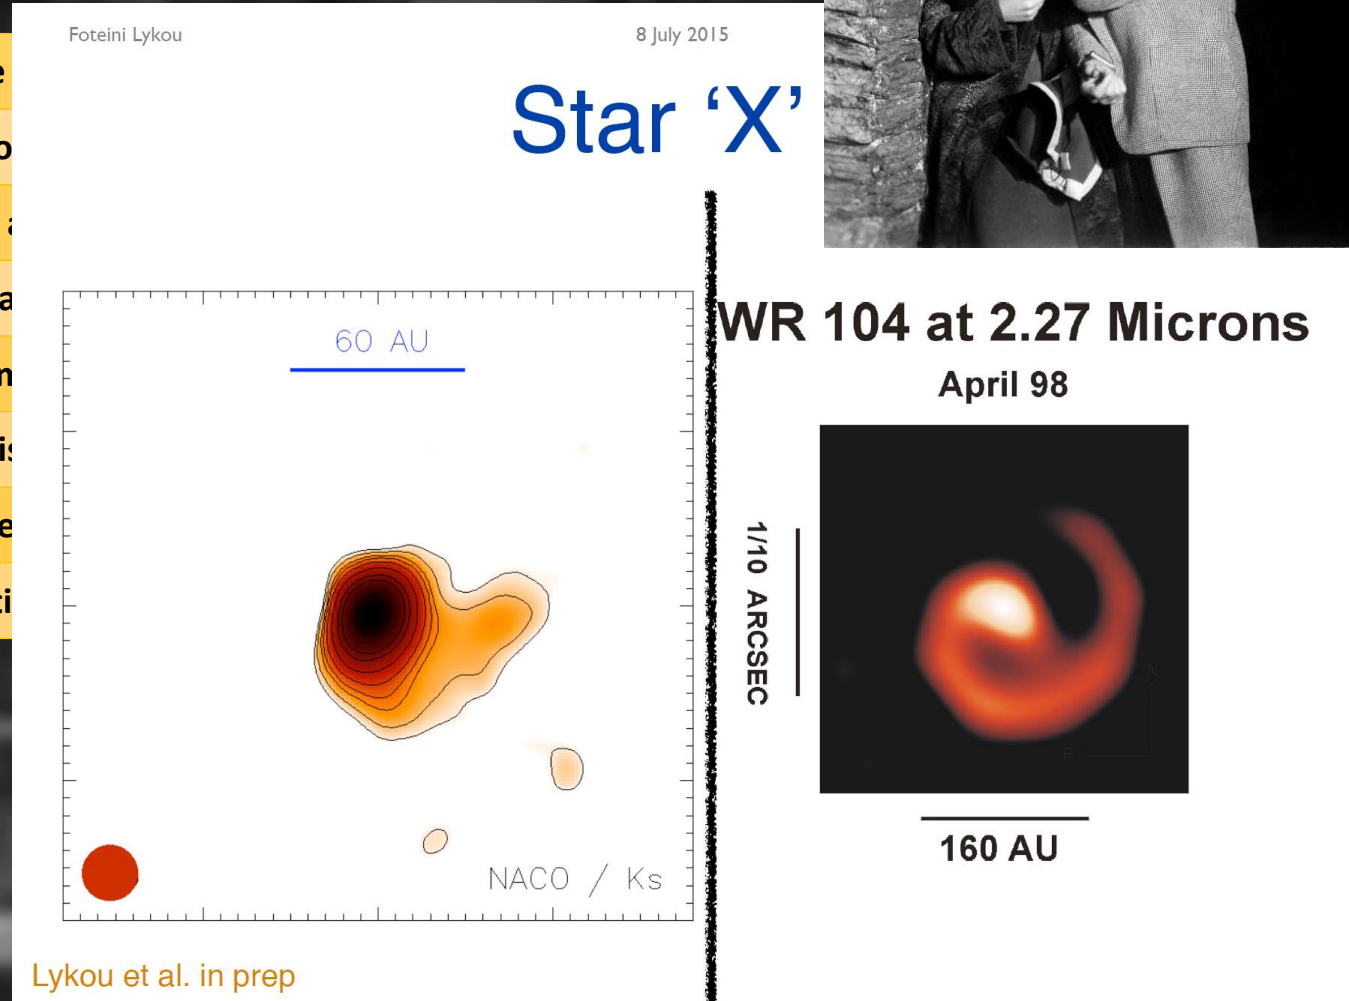 Foteini Lykou
8 July 2015
Star ‘X’
60 AU
NACO / Ks
Lykou et al. in prep
WR 104 at 2.27 Microns
April 98
1/10 ARCSEC
160 AU